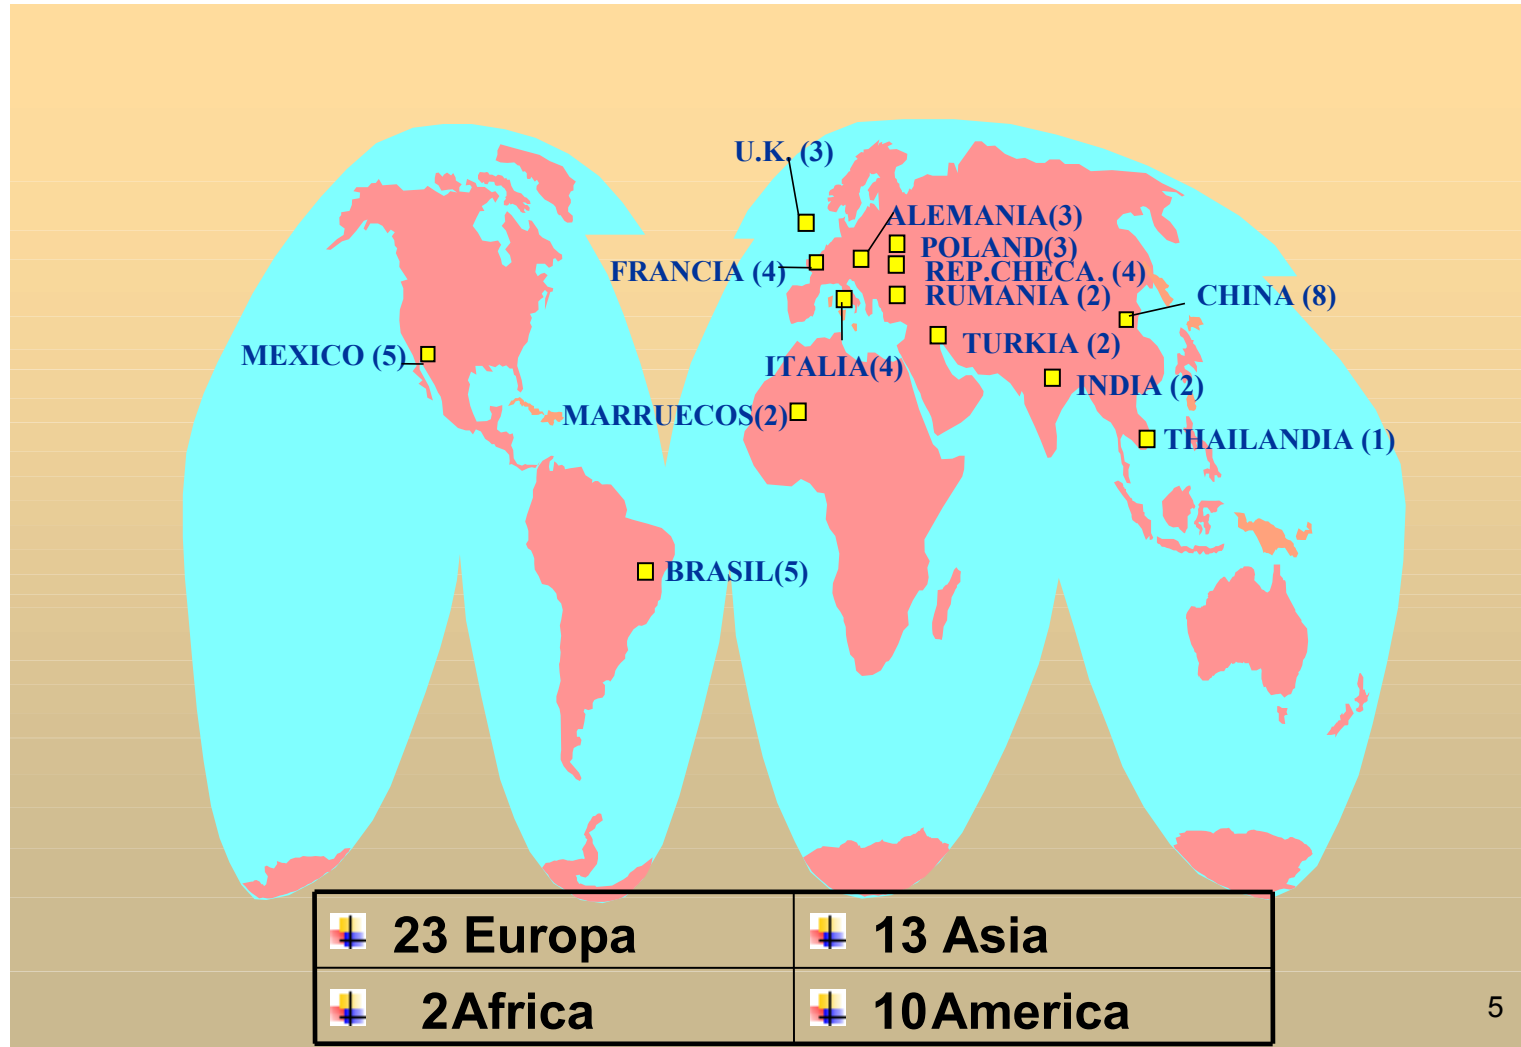 U.K. (3)
ALEMANIA(3)
POLAND(3)
FRANCIA (4)
REP.CHECA. (4)
RUMANIA (2)
CHINA (8)
TURKIA (2)
MEXICO (5)
ITALIA(4)
INDIA (2)
MARRUECOS(2)
THAILANDIA (1)
BRASIL(5)
23 Europa
13 Asia
2Africa
10America
5